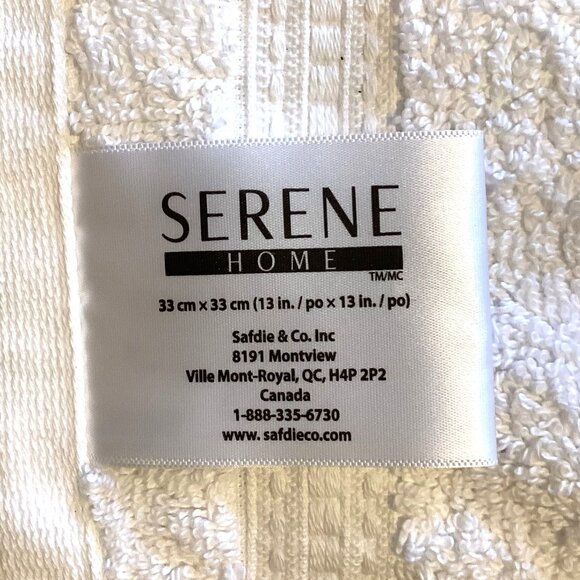 SERENE
HOME
TM/MC
33 cm x 33 cm (13 in. / po x 13 in. / po)
Safdie & Co. Inc
8191 Montview
Ville Mont-Royal, QC, H4P 2P2
Canada
1-888-335-6730
www. safdieco.com